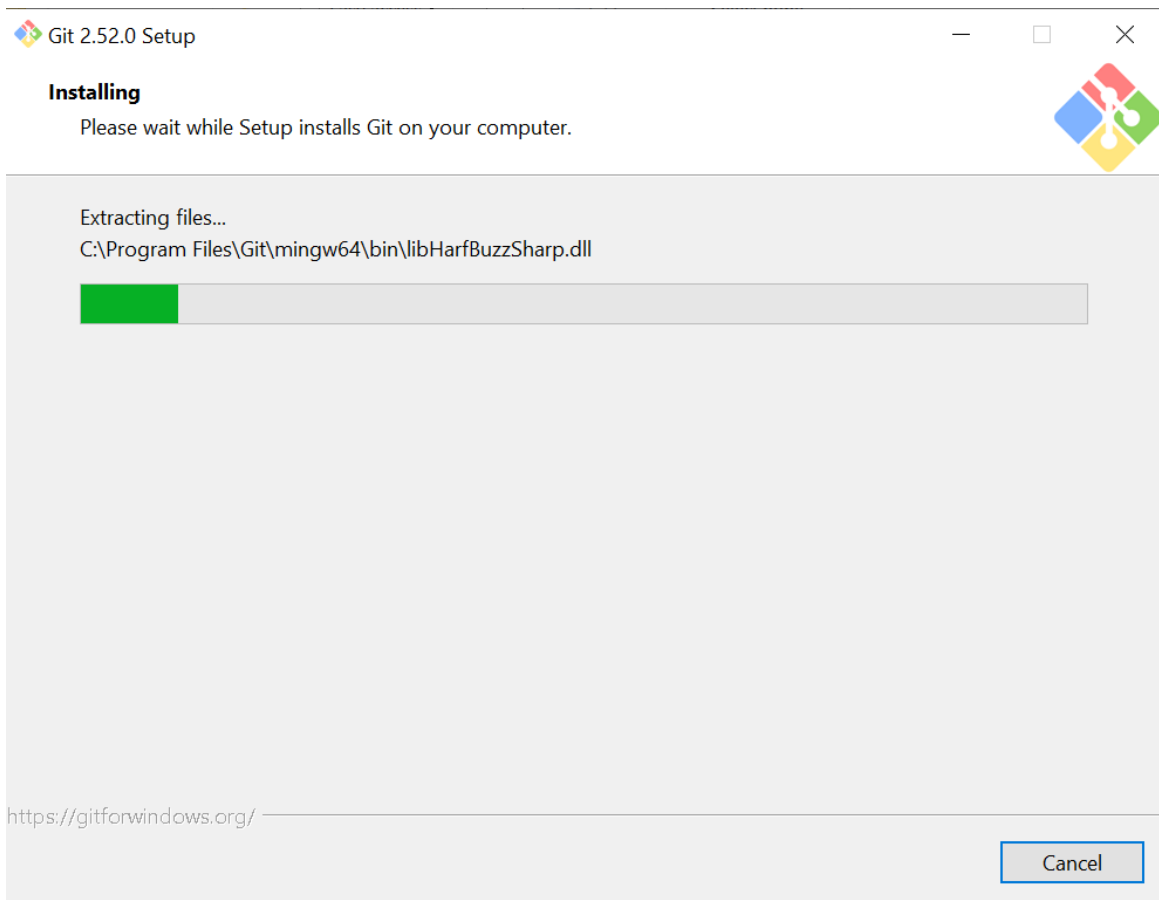 Git 2.52.0 Setup
Installing
Please wait while Setup installs Git on your computer.
Extracting files...
C:\Program Files\Git\mingw64\bin\libHarfBuzzSharp.dll
https://gitforwindows.org/
Cancel